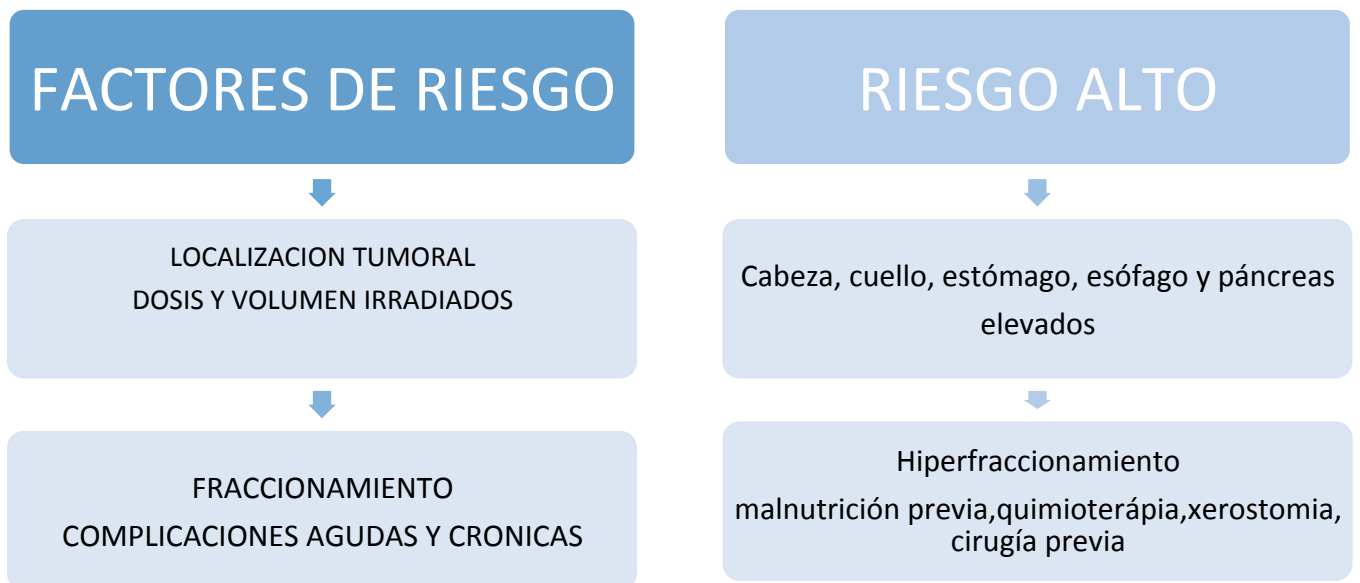 FACTORES DE RIESGO
LOCALIZACION TUMORAL
DOSIS Y VOLUMEN IRRADIADOS
FRACCIONAMIENTO
COMPLICACIONES AGUDAS Y CRONICAS
RIESGO ALTO
Cabeza, cuello, estómago, esófago y páncreas
elevados
Hiperfraccionamiento
malnutrición previa,quimioterápia,xerostomia,
cirugía previa